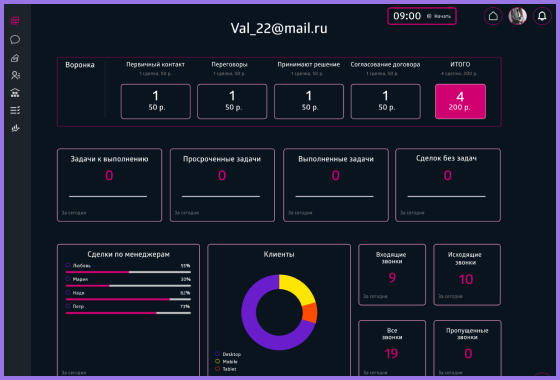 09:00 Начать
Val_22@mail.ru
Воронка
Первичный контакт
1 сделка, 50 р.
1
50 р.
Переговоры
1 сделка, 50 р.
1
50 р.
Принимают решение
1 сделка, 50 р.
1
50 р.
Согласование договора
1 сделка, 50 р.
1
50 р.
ИТОГО
4 сделки, 200 р.
4
200 р.
Задачи к выполнению
0
За сегодня
Просроченные задачи
0
За сегодня
Выполненные задачи
0
За сегодня
Сделок без задач
0
За сегодня
Сделки по менеджерам
Любовь
Мария
Надя
Петр
73%
За сегодня
Клиенты
Desktop
Mobile
Tablet
Входящие
звонки
9
За сегодня
Исходящие
звонки
10
За сегодня
Все
звонки
19
За сегодня
Пропущенные
звонки
0
За сегодня